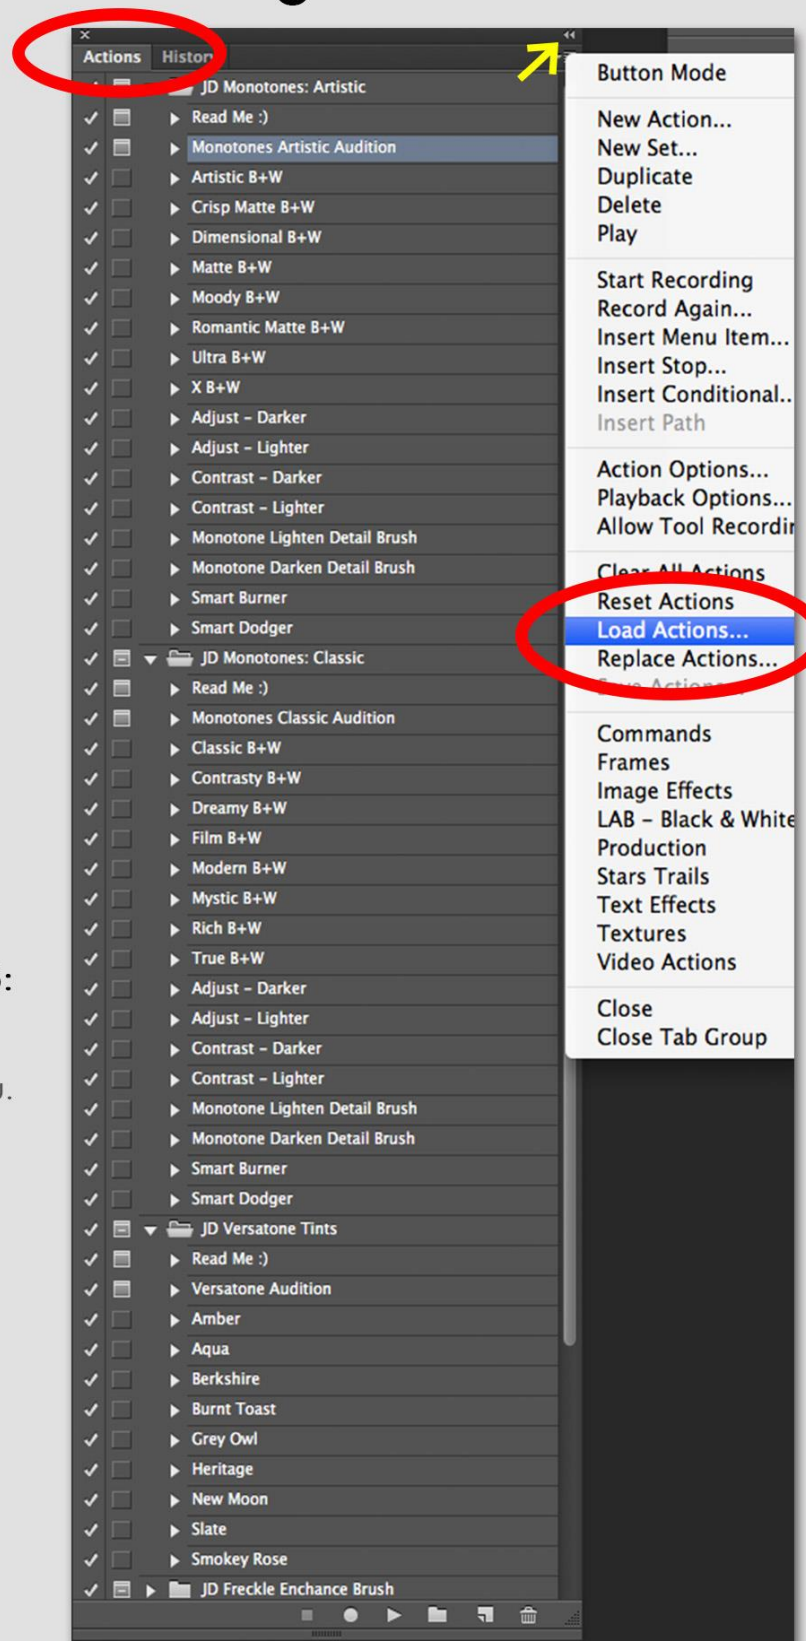 Actions History
JD Monotones: Artistic
Read Me :)
Monotones Artistic Audition
Artistic B+W
Crisp Matte B+W
Dimensional B+W
Matte B+W
Moody B+W
Romantic Matte B+W
Ultra B+W
X B+W
Adjust – Darker
Adjust – Lighter
Contrast – Darker
Contrast – Lighter
Monotone Lighten Detail Brush
Monotone Darken Detail Brush
Smart Burner
Smart Dodger
JD Monotones: Classic
Read Me :)
Monotones Classic Audition
Classic B+W
Contrasty B+W
Dreamy B+W
Film B+W
Modern B+W
Mystic B+W
Rich B+W
True B+W
Adjust – Darker
Adjust – Lighter
Contrast – Darker
Contrast – Lighter
Monotone Lighten Detail Brush
Monotone Darken Detail Brush
Smart Burner
Smart Dodger
JD Versatone Tints
Read Me :)
Versatone Audition
Amber
Aqua
Berkshire
Burnt Toast
Grey Owl
Heritage
New Moon
Slate
Smokey Rose
JD Freckle Enchance Brush
Button Mode
New Action...
New Set...
Duplicate
Delete
Play
Start Recording
Record Again...
Insert Menu Item...
Insert Stop...
Insert Conditional..
Insert Path
Action Options...
Playback Options...
Allow Tool Recordin
Clear All Actions
Reset Actions
Load Actions...
Replace Actions...
Save Actions...
Commands
Frames
Image Effects
LAB – Black & White
Production
Stars Trails
Text Effects
Textures
Video Actions
Close
Close Tab Group